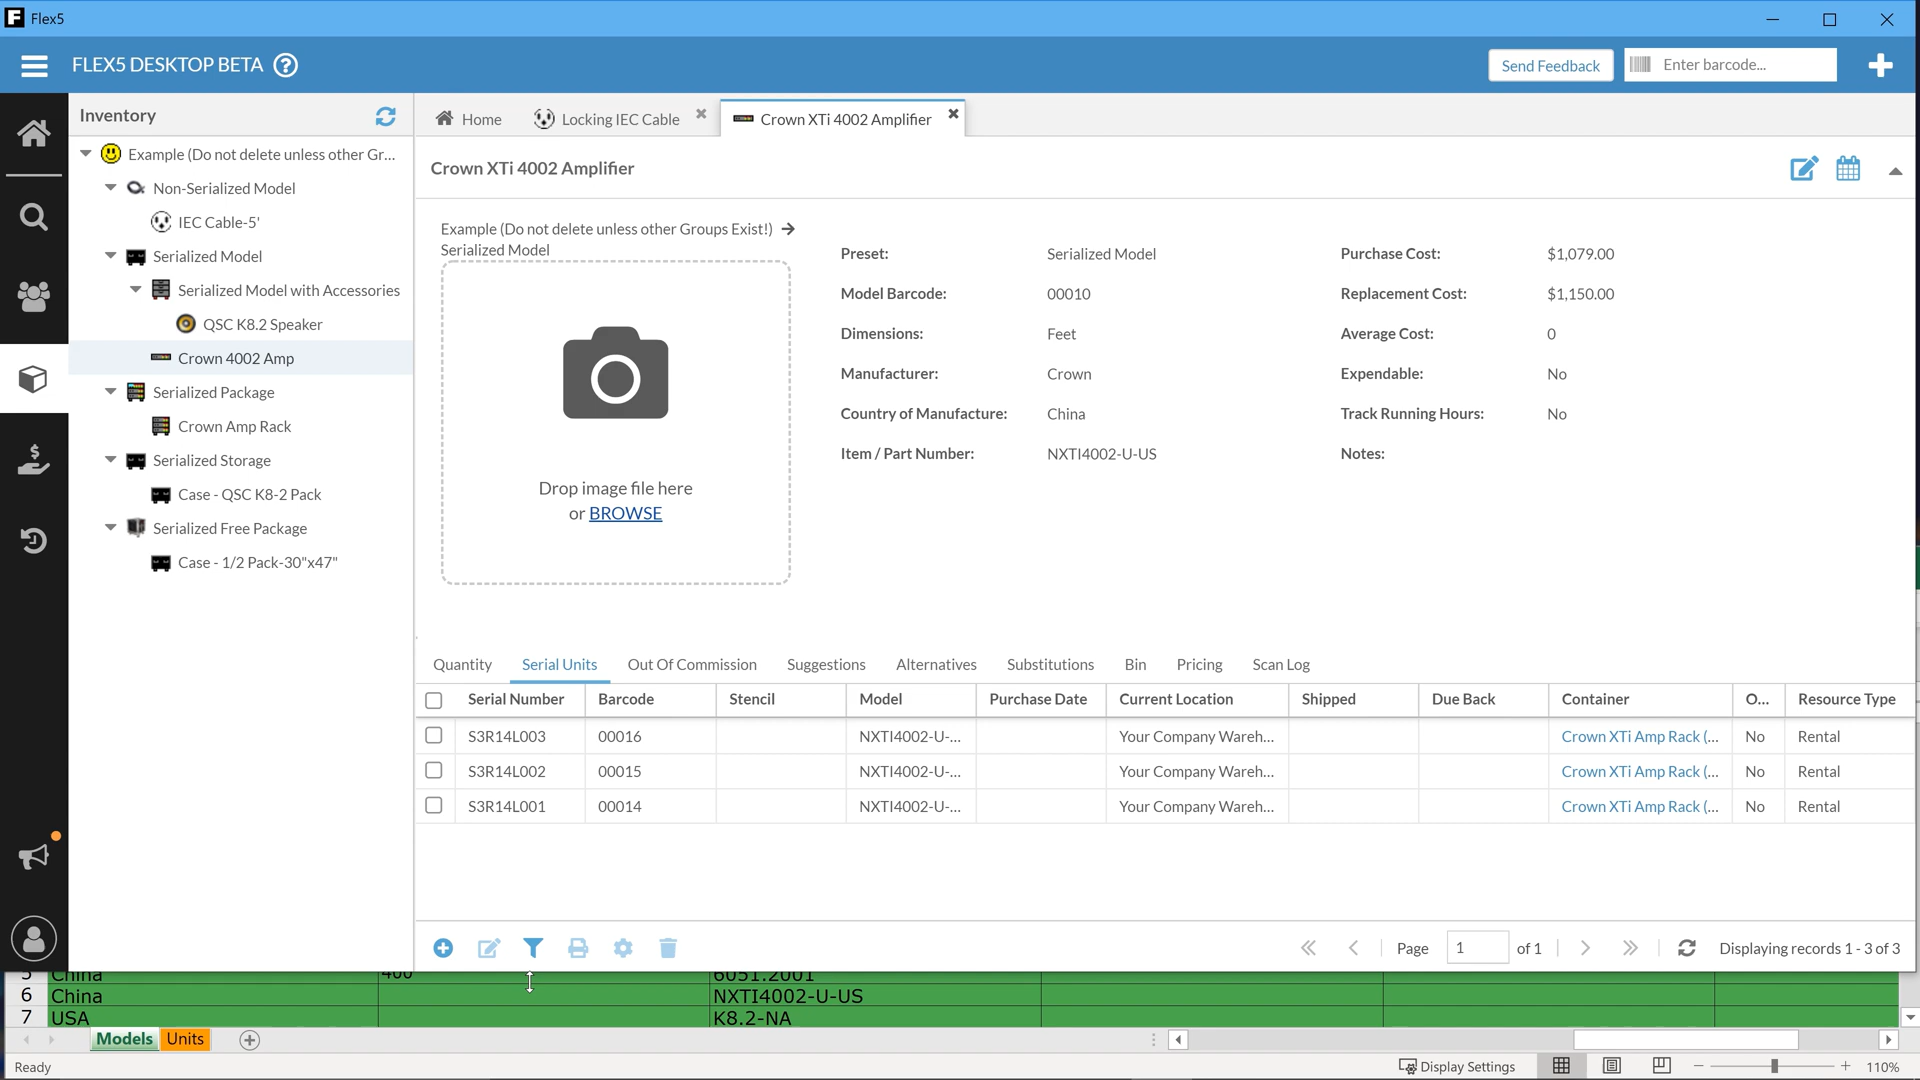 Flex5
FLEX5 DESKTOP BETA ?
Send Feedback
Enter barcode...
Inventory
Example (Do not delete unless other Gr...
Non-Serialized Model
IEC Cable-5'
Serialized Model
Serialized Model with Accessories
QSC K8.2 Speaker
Crown 4002 Amp
Serialized Package
Crown Amp Rack
Serialized Storage
Case - QSC K8-2 Pack
Serialized Free Package
Case - 1/2 Pack-30"x47"
Home Locking IEC Cable Crown XTi 4002 Amplifier
Crown XTi 4002 Amplifier
Example (Do not delete unless other Groups Exist!) →
Serialized Model
Drop image file here
or BROWSE
Preset: Serialized Model
Model Barcode: 00010
Dimensions: Feet
Manufacturer: Crown
Country of Manufacture: China
Item / Part Number: NXTI4002-U-US
Purchase Cost: $1,079.00
Replacement Cost: $1,150.00
Average Cost: 0
Expendable: No
Track Running Hours: No
Notes:
Quantity Serial Units Out Of Commission Suggestions Alternatives Substitutions Bin Pricing Scan Log
Serial Number Barcode Stencil Model Purchase Date Current Location Shipped Due Back Container O... Resource Type
S3R14L003 00016 NXTI4002-U-... Your Company Wareh... Crown XTi Amp Rack (... No Rental
S3R14L002 00015 NXTI4002-U-... Your Company Wareh... Crown XTi Amp Rack (... No Rental
S3R14L001 00014 NXTI4002-U-... Your Company Wareh... Crown XTi Amp Rack (... No Rental
Page 1 of 1 Displaying records 1 - 3 of 3
5 China 400 6051.2001
6 China NXTI4002-U-US
7 USA K8.2-NA
Models Units
Ready Display Settings 110%